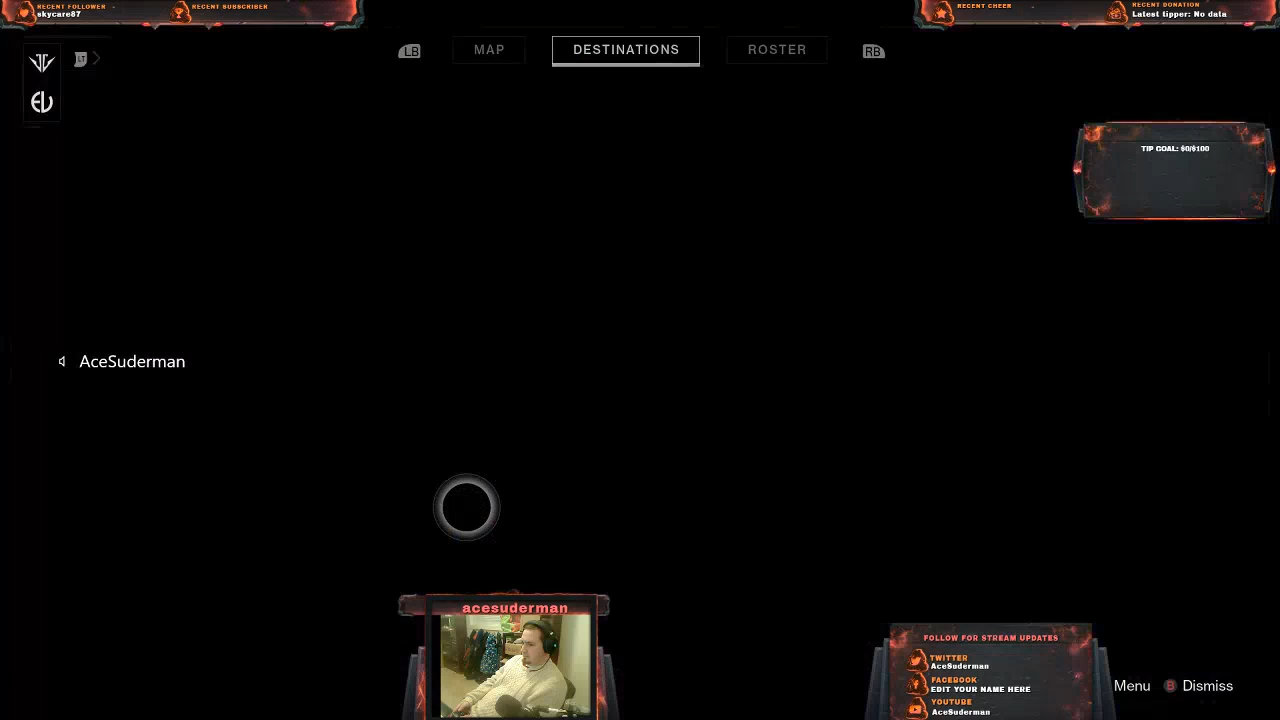 RECENT FOLLOWER -
skycare87
RECENT SUBSCRIBER
RECENT CHEER -
RECENT DONATION
Latest tipper: No data
LT
LB
MAP
DESTINATIONS
ROSTER
RB
TIP GOAL: $0/$100
AceSuderman
acesuderman
FOLLOW FOR STREAM UPDATES
TWITTER
AceSuderman
FACEBOOK
EDIT YOUR NAME HERE
YOUTUBE
AceSuderman
Menu
B Dismiss